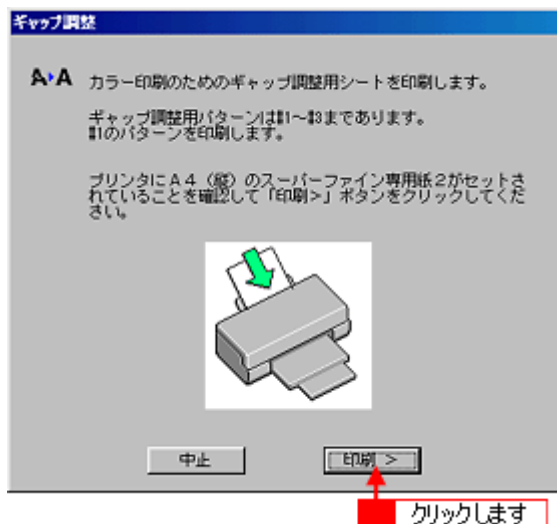 ギャップ調整
A›A カラー印刷のためのギャップ調整用シートを印刷します。
ギャップ調整用パターンは#1～#3まであります。
#1のパターンを印刷します。
プリンタにA4（縦）のスーパーファイン専用紙2がセットさ
れていることを確認して「印刷>」ボタンをクリックしてくだ
さい。
中止
印刷 >
クリックします